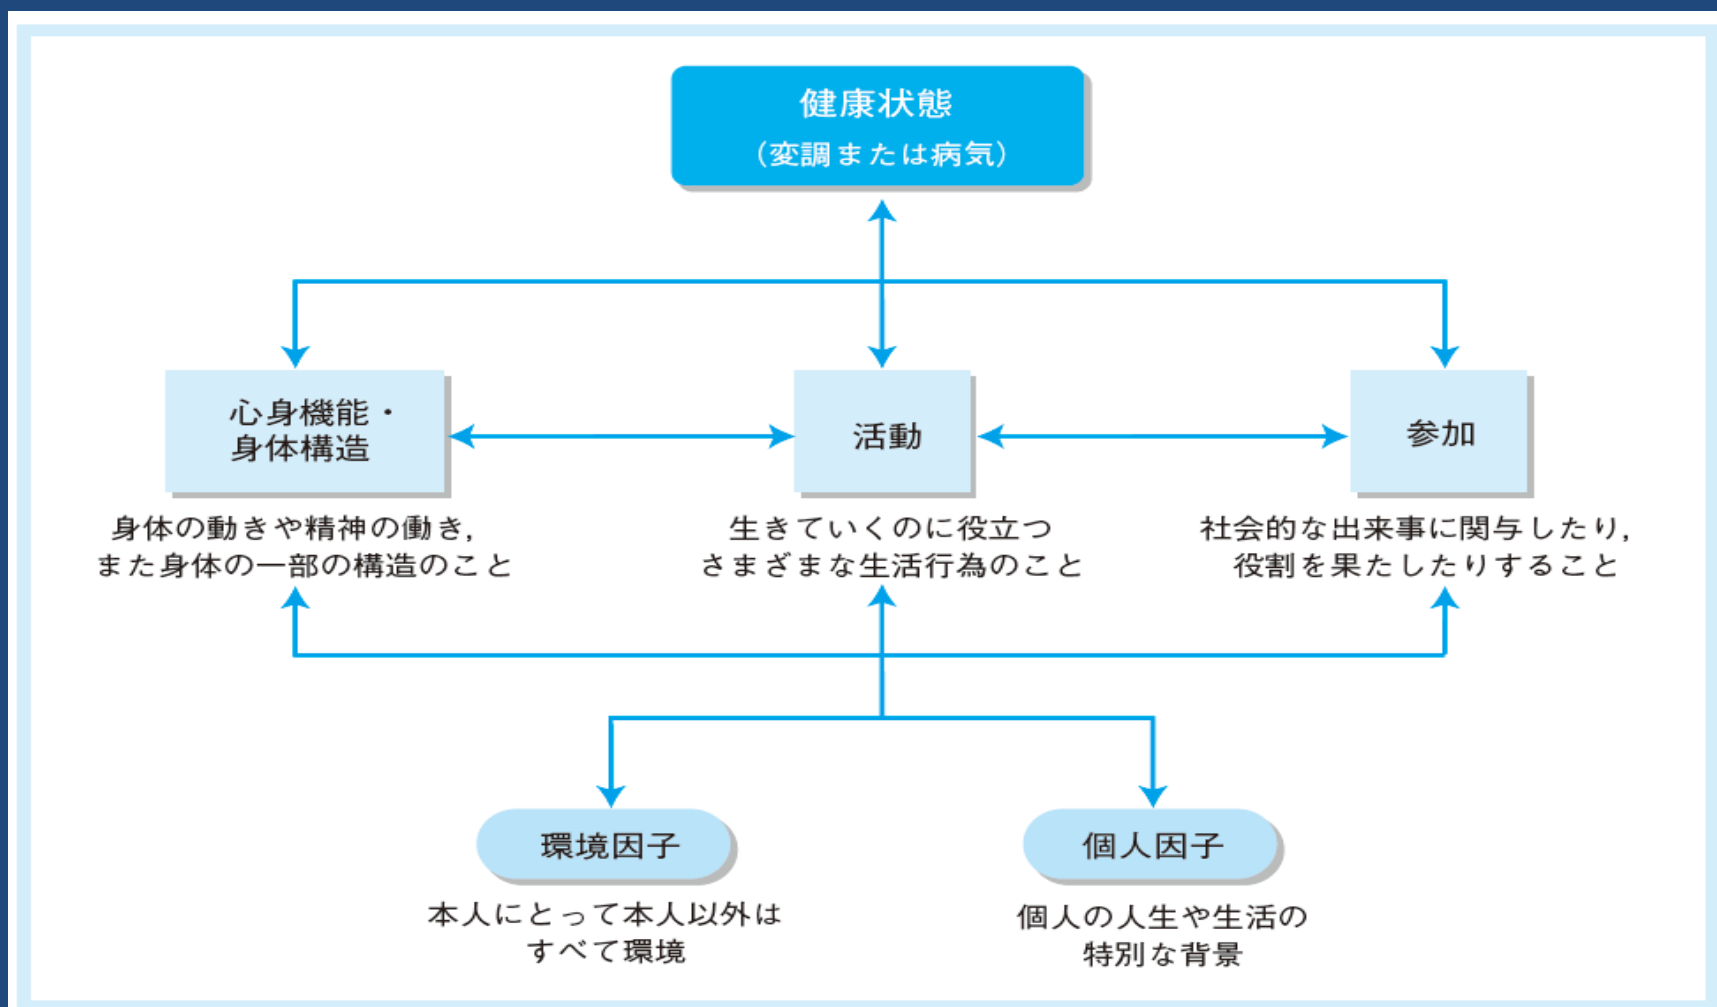 健康状態
（変調または病気）
心身機能・
身体構造
活動
参加
身体の動きや精神の働き，
また身体の一部の構造のこと
生きていくのに役立つ
さまざまな生活行為のこと
社会的な出来事に関与したり，
役割を果たしたりすること
環境因子
個人因子
本人にとって本人以外は
すべて環境
個人の人生や生活の
特別な背景